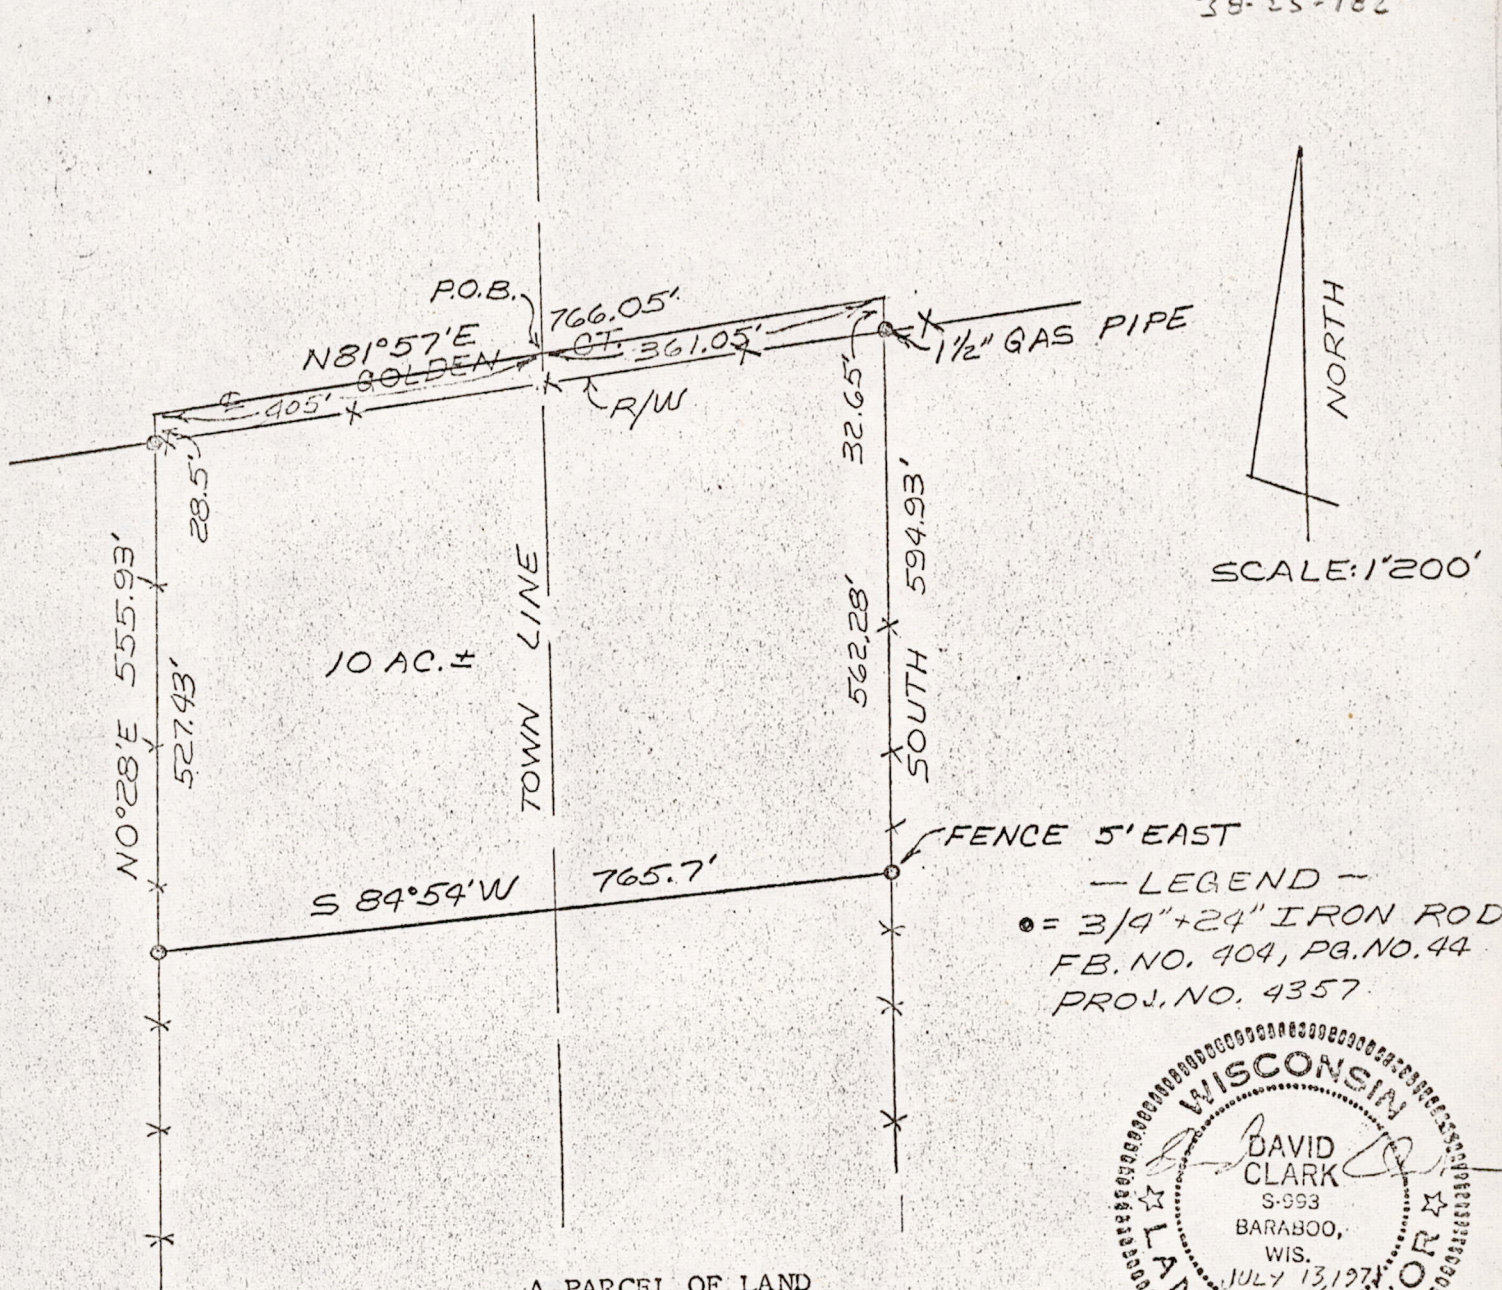 P.O.B.
766.05'
N81°57'E
GOLDEN CT.
361.05'
405'
R/W
1½" GAS PIPE
32.65'
28.5'
NORTH
SCALE: 1"200'
N0°28'E 555.93'
527.43'
10 AC.±
TOWN LINE
562.28'
SOUTH 594.93'
FENCE 5' EAST
S 84°54'W 765.7'
— LEGEND —
= 3/4"+24" IRON ROD
FB. NO. 404, PG. NO. 44
PROJ. NO. 4357
WISCONSIN
DAVID
CLARK
S-993
BARABOO,
WIS.
JULY 13,
A PARCEL OF LAND